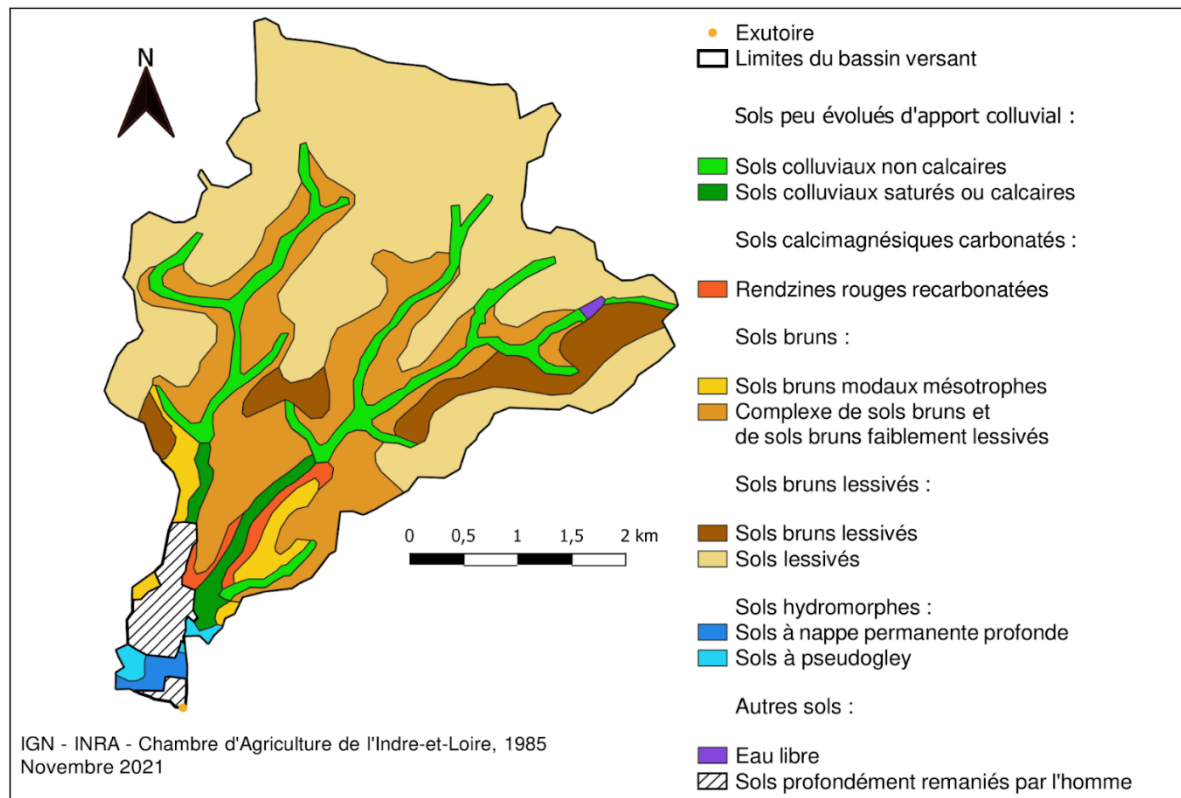 N
Exutoire
Limites du bassin versant
Sols peu évolués d'apport colluvial :
Sols colluviaux non calcaires
Sols colluviaux saturés ou calcaires
Sols calcimagnésiques carbonatés :
Rendzines rouges recarbonatées
Sols bruns :
Sols bruns modaux mésotrophes
Complexe de sols bruns et
de sols bruns faiblement lessivés
Sols bruns lessivés :
Sols bruns lessivés
Sols lessivés
Sols hydromorphes :
Sols à nappe permanente profonde
Sols à pseudogley
Autres sols :
Eau libre
Sols profondément remaniés par l'homme
0 0,5 1 1,5 2 km
IGN - INRA - Chambre d'Agriculture de l'Indre-et-Loire, 1985
Novembre 2021